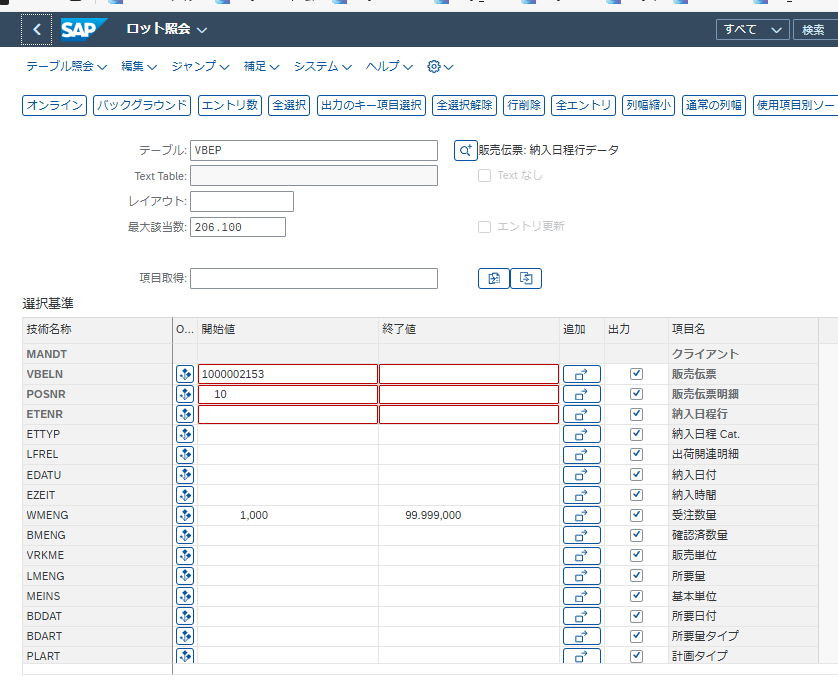 SAP ロット照会 すべて 検索
テーブル照会 編集 ジャンプ 補足 システム ヘルプ
オンライン バックグラウンド エントリ数 全選択 出力のキー項目選択 全選択解除 行削除 全エントリ 列幅縮小 通常の列幅 使用項目別ソー
テーブル: VBEP 販売伝票: 納入日程行データ
Text Table: Text なし
レイアウト:
最大該当数: 206.100 エントリ更新
項目取得:
選択基準
技術名称 O... 開始値 終了値 追加 出力 項目名
MANDT クライアント
VBELN 1000002153 販売伝票
POSNR 10 販売伝票明細
ETENR 納入日程行
ETTYP 納入日程 Cat.
LFREL 出荷関連明細
EDATU 納入日付
EZEIT 納入時間
WMENG 1,000 99.999,000 受注数量
BMENG 確認済数量
VRKME 販売単位
LMENG 所要量
MEINS 基本単位
BDDAT 所要日付
BDART 所要量タイプ
PLART 計画タイプ